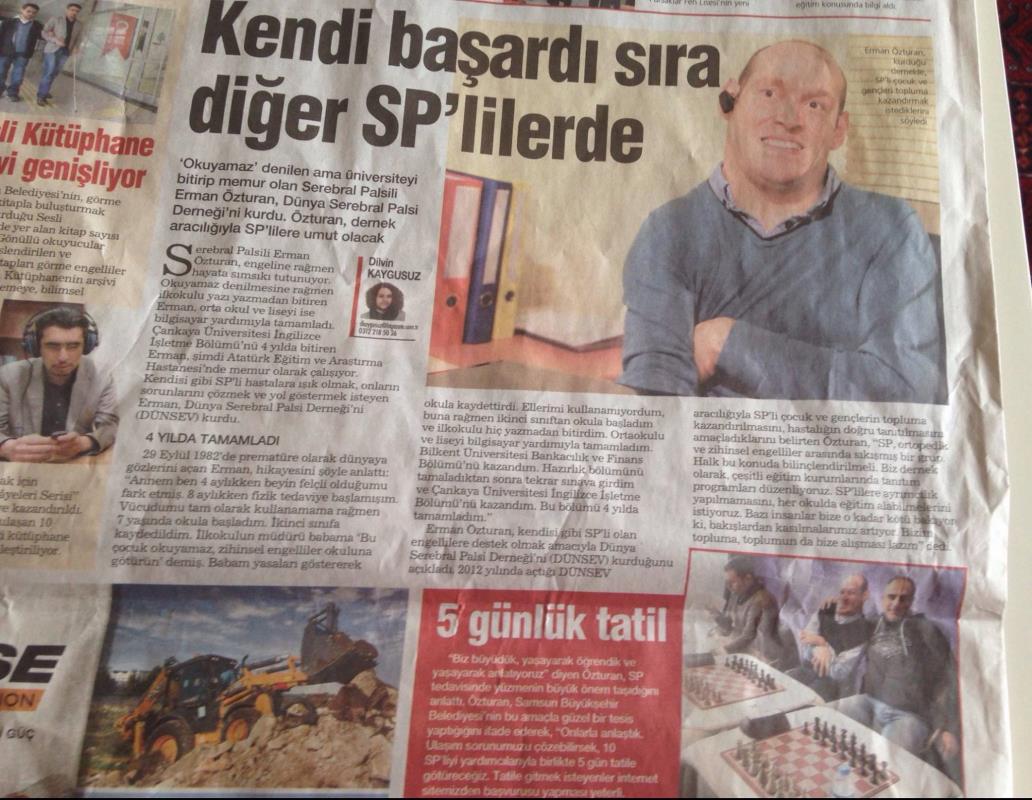 eğitim konusunda bilgi aldı.
Kendi başardı sıra
diğer SP'lilerde
Erman Özturan,
kurduğu
dernekle,
SP'li çocuk ve
gençleri topluma
kazandırmak
istediklerini
söyledi
'Okuyamaz' denilen ama üniversiteyi
bitirip memur olan Serebral Palsili
Erman Özturan, Dünya Serebral Palsi
Derneği'ni kurdu. Özturan, dernek
aracılığıyla SP'lilere umut olacak
Dilvin
KAYGUSUZ
0312 218 50 36
Serebral Palsili Erman
Özturan, engeline rağmen
hayata sımsıkı tutunuyor.
Okuyamaz denilmesine rağmen
ilkokulu yazı yazmadan bitiren
Erman, orta okul ve liseyi ise
bilgisayar yardımıyla tamamladı.
Çankaya Üniversitesi İngilizce
İşletme Bölümü'nü 4 yılda bitiren
Erman, şimdi Atatürk Eğitim ve Araştırma
Hastanesi'nde memur olarak çalışıyor.
Kendisi gibi SP'li hastalara ışık olmak, onların
sorunlarını çözmek ve yol göstermek isteyen
Erman, Dünya Serebral Palsi Derneği'ni
(DÜNSEV) kurdu.
4 YILDA TAMAMLADI
29 Eylül 1982'de prematüre olarak dünyaya
gözlerini açan Erman, hikayesini şöyle anlattı:
"Annem ben 4 aylıkken beyin felçli olduğumu
fark etmiş. 8 aylıkken fizik tedaviye başlamışım.
Vücudumu tam olarak kullanamama rağmen
7 yaşında okula başladım. İkinci sınıfa
kaydedildim. İlkokulun müdürü babama "Bu
çocuk okuyamaz, zihinsel engelliler okuluna
götürün" demiş. Babam yasaları göstererek
okula kaydettirdi. Ellerimi kullanamıyordum,
buna rağmen ikinci sınıftan okula başladım
ve ilkokulu hiç yazmadan bitirdim. Ortaokulu
ve liseyi bilgisayar yardımıyla tamamladım.
Bilkent Üniversitesi Bankacılık ve Finans
Bölümü'nü kazandım. Hazırlık bölümünü
tamaladıktan sonra tekrar sınava girdim
ve Çankaya Üniversitesi İngilizce İşletme
Bölümü'nü kazandım. Bu bölümü 4 yılda
tamamladım."
Erman Özturan, kendisi gibi SP'li olan
engellilere destek olmak amacıyla Dünya
Serebral Palsi Derneği'ni (DÜNSEV) kurduğunu
açıkladı. 2012 yılında açtığı DÜNSEV
aracılığıyla SP'li çocuk ve gençlerin topluma
kazandırılmasını, hastalığın doğru tanıtılmasını
amaçladıklarını belirten Özturan, "SP, ortopedik
ve zihinsel engelliler arasında sıkışmış bir grup.
Halk bu konuda bilinçlendirilmeli. Biz dernek
olarak, çeşitli eğitim kurumlarında tanıtım
programları düzenliyoruz. SP'lilere ayrımcılık
yapılmamasını, her okulda eğitim alabilmelerini
istiyoruz. Bazı insanlar bize o kadar kötü bakıyor
ki, bakışlardan kasılmalarımız artıyor. Bizim
topluma, toplumun da bize alışması lazım" dedi.
5 günlük tatil
"Biz büyüdük, yaşayarak öğrendik ve
yaşayarak anlatıyoruz" diyen Özturan, SP
tedavisinde yüzmenin büyük önem taşıdığını
anlattı. Özturan, Samsun Büyükşehir
Belediyesi'nin bu amaçla güzel bir tesis
yaptığını ifade ederek, "Onlarla anlaştık.
Ulaşım sorunumuzu çözebilirsek, 10
SP'liyi yardımcılarıyla birlikte 5 gün tatile
götüreceğiz. Tatile gitmek isteyenler internet
sitemizden başvurusu yapması yeterli.
li Kütüphane
yi genişliyor
Belediyesi'nin, görme
kitapla buluşturmak
urduğu Sesli
de yer alan kitap sayısı
Gönüllü okuyucular
slendirilen ve
tapları görme engelliler
Kütüphanenin arşivi
emeye, bilimsel
ak için
âyeleri Serisi"
e kazandırıldı.
ulaşan 10
kütüphane
leştiriliyor.
SE
ION
GÜÇ